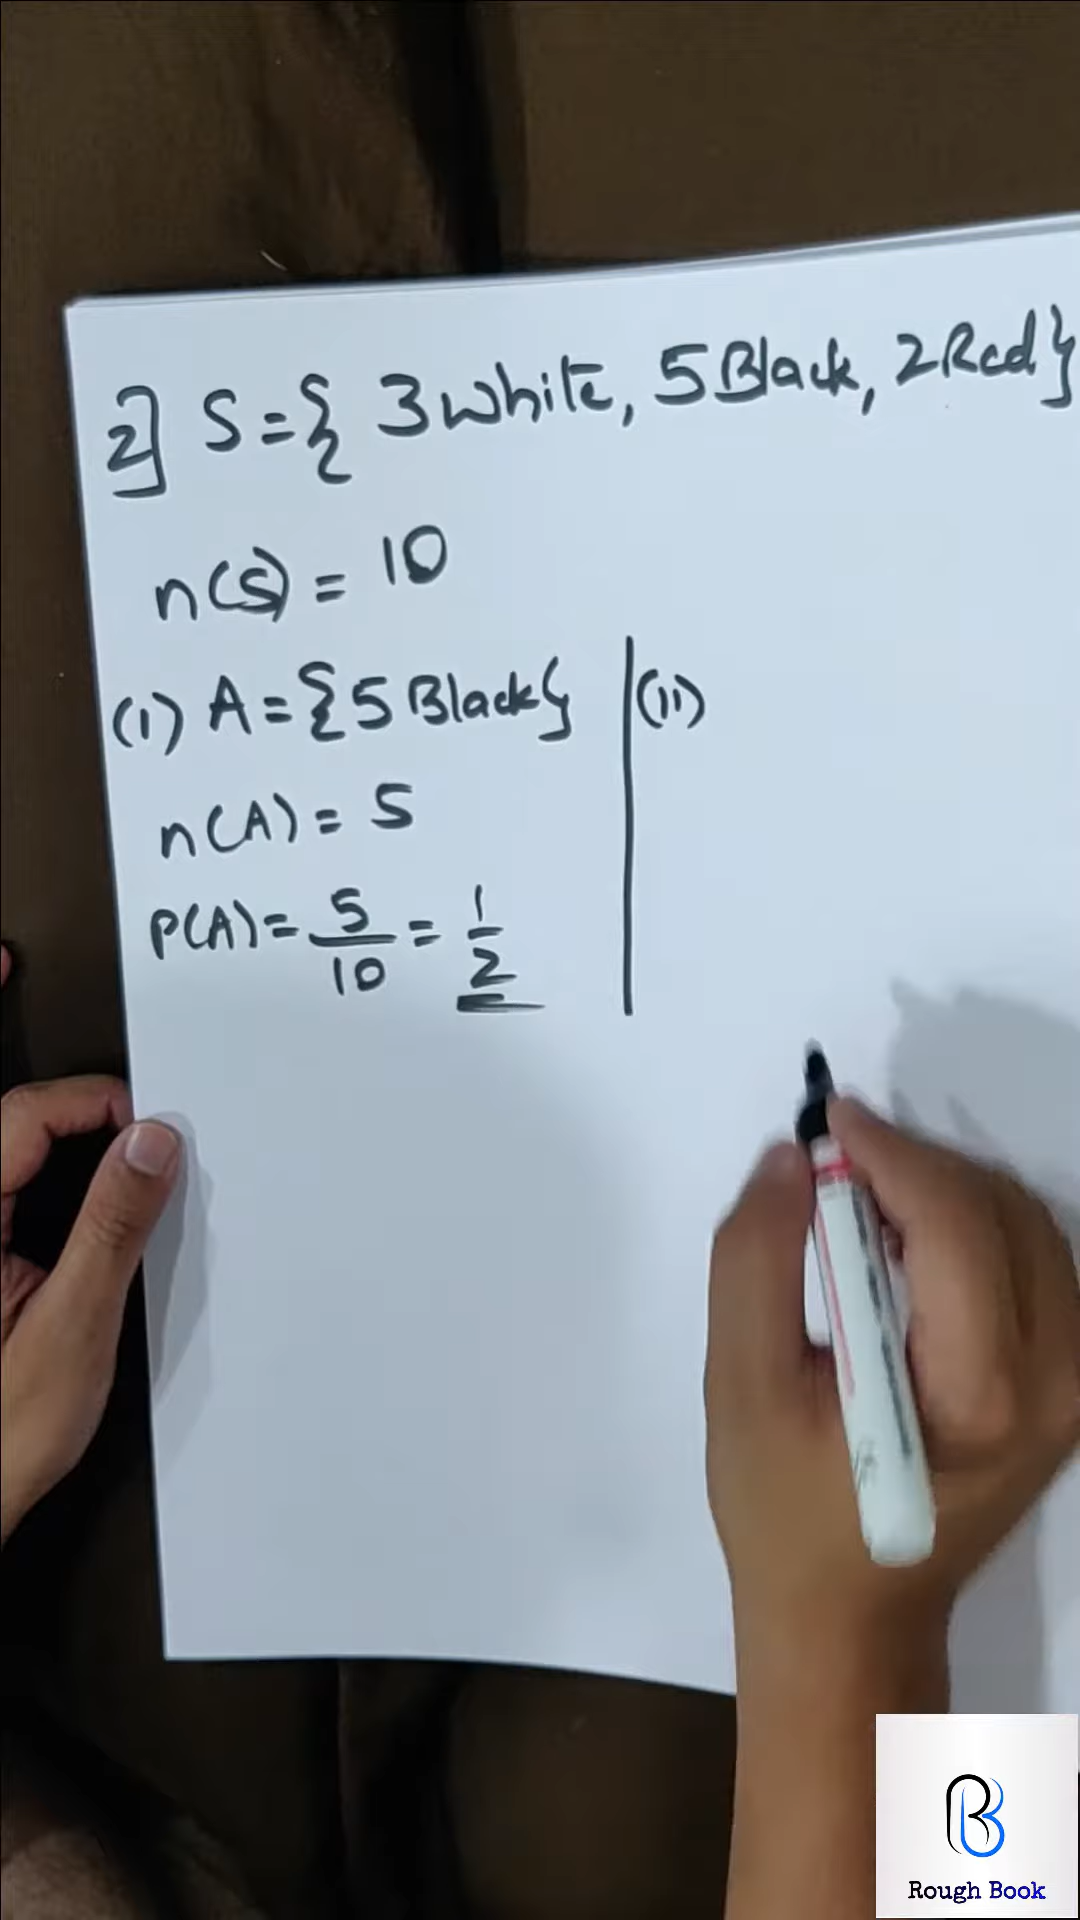 2] S={ 3 White, 5 Black, 2 Red}
n(S) = 10
(i) A={5 Black}
n(A) = 5
P(A)= 5/10 = 1/2
(ii)
Rough Book